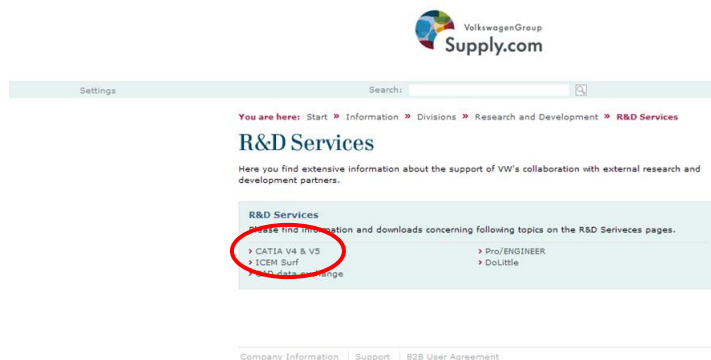 VolkswagenGroup
Supply.com
Settings
Search:
You are here: Start » Information » Divisions » Research and Development » R&D Services
R&D Services
Here you find extensive information about the support of VW's collaboration with external research and
development partners.
R&D Services
Please find information and downloads concerning following topics on the R&D Seriveces pages.
› CATIA V4 & V5
› Pro/ENGINEER
› ICEM Surf
› DoLittle
› CAD data exchange
Company Information | Support | B2B User Agreement